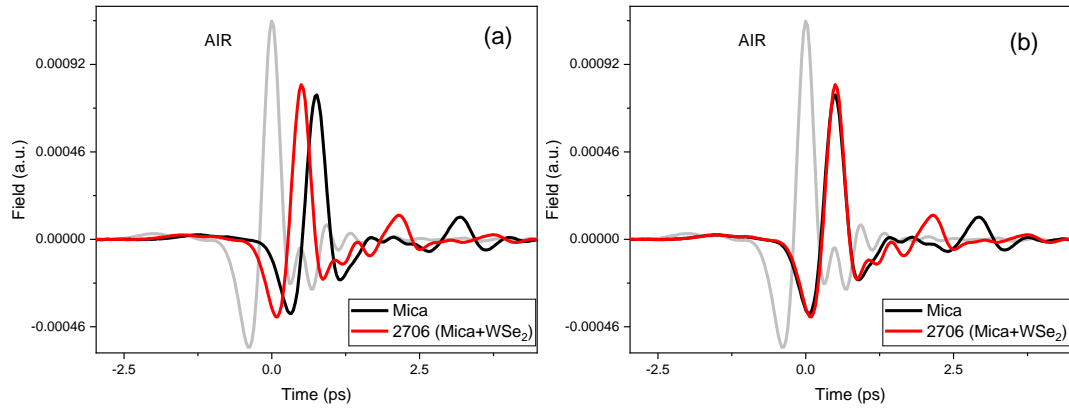 (a)
AIR
0.00092
0.00046
0.00000
-0.00046
Field (a.u.)
Mica
2706 (Mica+WSe₂)
-2.5
0.0
2.5
Time (ps)
(b)
AIR
0.00092
0.00046
0.00000
-0.00046
Field (a.u.)
Mica
2706 (Mica+WSe₂)
-2.5
0.0
2.5
Time (ps)